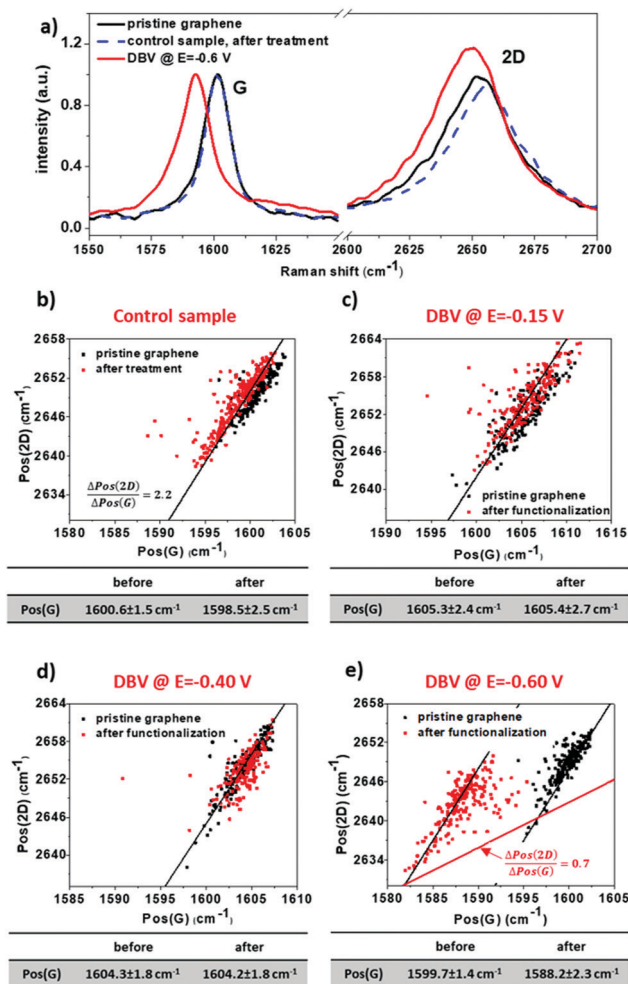 a)
pristine graphene
control sample, after treatment
DBV @ E=-0.6 V
G
2D
intensity (a.u.)
1.2
0.8
0.4
0.0
1550 1575 1600 1625 2600 2625 2650 2675 2700
Raman shift (cm-1)
b)
Control sample
pristine graphene
after treatment
Pos(2D) (cm-1)
2658
2652
2646
2640
2634
ΔPos(2D)/ΔPos(G) = 2.2
1580 1585 1590 1595 1600 1605
Pos(G) (cm-1)
before after
Pos(G) 1600.6±1.5 cm-1 1598.5±2.5 cm-1
c)
DBV @ E=-0.15 V
Pos(2D) (cm-1)
2664
2658
2652
2646
2640
pristine graphene
after functionalization
1590 1595 1600 1605 1610 1615
Pos(G) (cm-1)
before after
Pos(G) 1605.3±2.4 cm-1 1605.4±2.7 cm-1
d)
DBV @ E=-0.40 V
pristine graphene
after functionalization
Pos(2D) (cm-1)
2664
2658
2652
2646
2640
1585 1590 1595 1600 1605 1610
Pos(G) (cm-1)
before after
Pos(G) 1604.3±1.8 cm-1 1604.2±1.8 cm-1
e)
DBV @ E=-0.60 V
pristine graphene
after functionalization
Pos(2D) (cm-1)
2658
2652
2646
2640
2634
ΔPos(2D)/ΔPos(G) = 0.7
1580 1585 1590 1595 1600 1605
Pos(G) (cm-1)
before after
Pos(G) 1599.7±1.4 cm-1 1588.2±2.3 cm-1